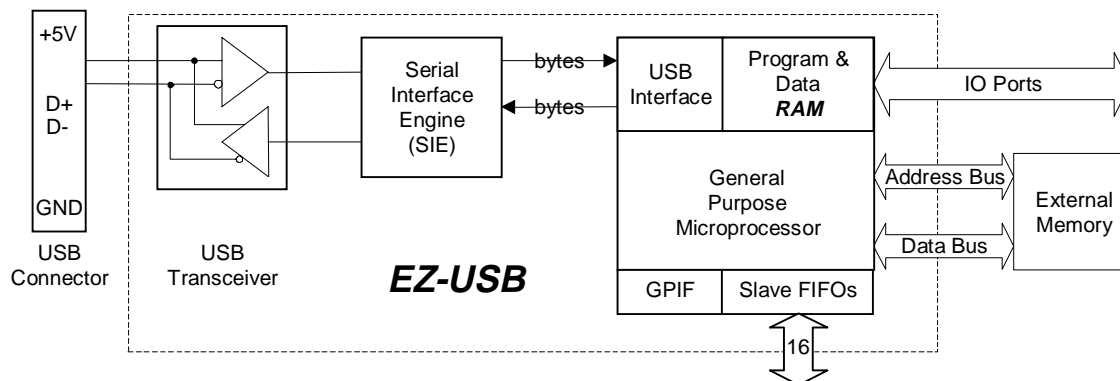 +5V
D+
D-
GND
USB
Connector
USB
Transceiver
Serial
Interface
Engine
(SIE)
EZ-USB
bytes
bytes
USB
Interface
Program &
Data
RAM
General
Purpose
Microprocessor
GPIF
Slave FIFOs
16
IO Ports
Address Bus
Data Bus
External
Memory